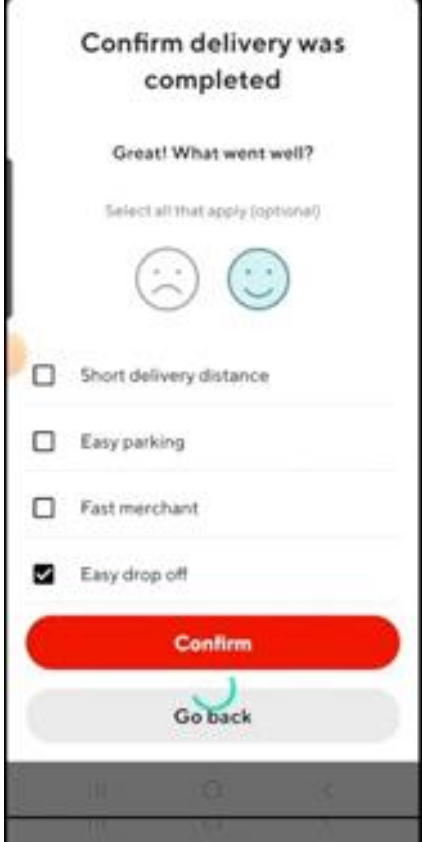 Confirm delivery was
completed
Great! What went well?
Select all that apply (optional)
Short delivery distance
Easy parking
Fast merchant
Easy drop off
Confirm
Go back